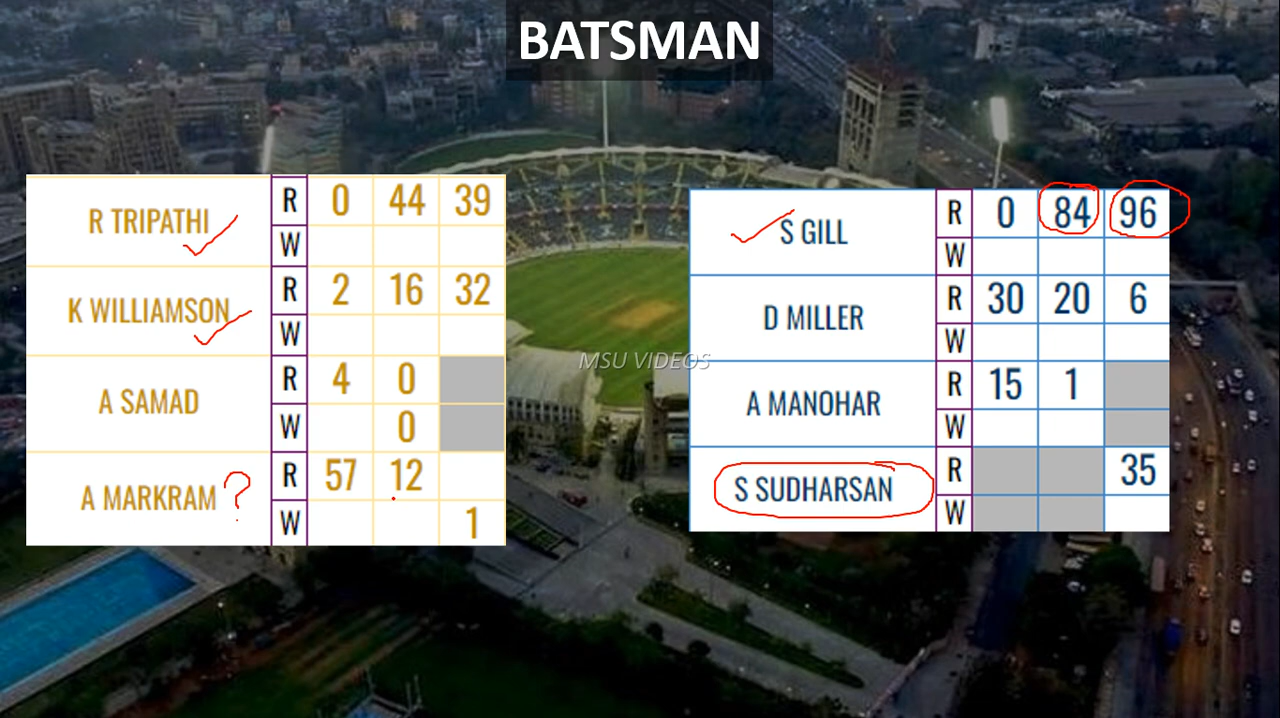 BATSMAN
R TRIPATHI R 0 44 39
W
K WILLIAMSON R 2 16 32
W
A SAMAD R 4 0
W 0
A MARKRAM ? R 57 12
W 1
S GILL R 0 84 96
W
D MILLER R 30 20 6
W
A MANOHAR R 15 1
W
S SUDHARSAN R 35
W
MSU VIDEOS